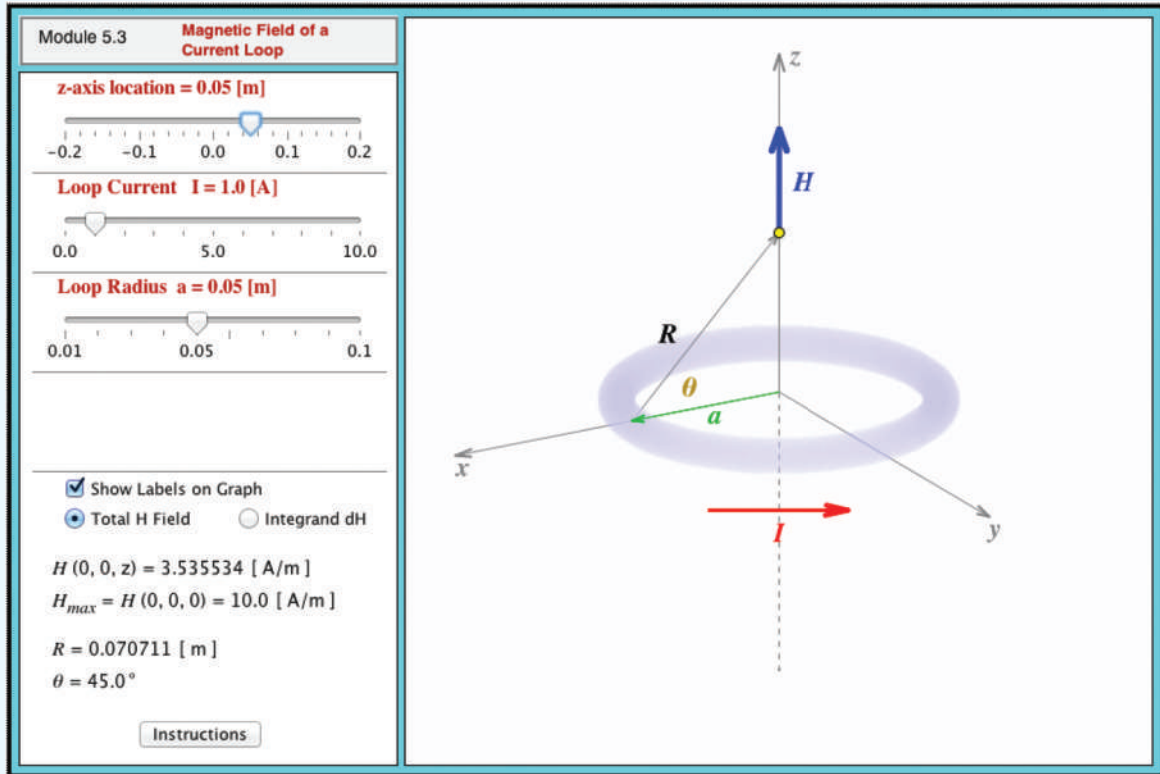 Module 5.3
Magnetic Field of a
Current Loop
z-axis location = 0.05 [m]
-0.2 -0.1 0.0 0.1 0.2
Loop Current I = 1.0 [A]
0.0 5.0 10.0
Loop Radius a = 0.05 [m]
0.01 0.05 0.1
Show Labels on Graph
Total H Field Integrand dH
H (0, 0, z) = 3.535534 [ A/m ]
Hmax = H (0, 0, 0) = 10.0 [ A/m ]
R = 0.070711 [ m ]
θ = 45.0°
Instructions
z
H
R
θ
a
x
I
y